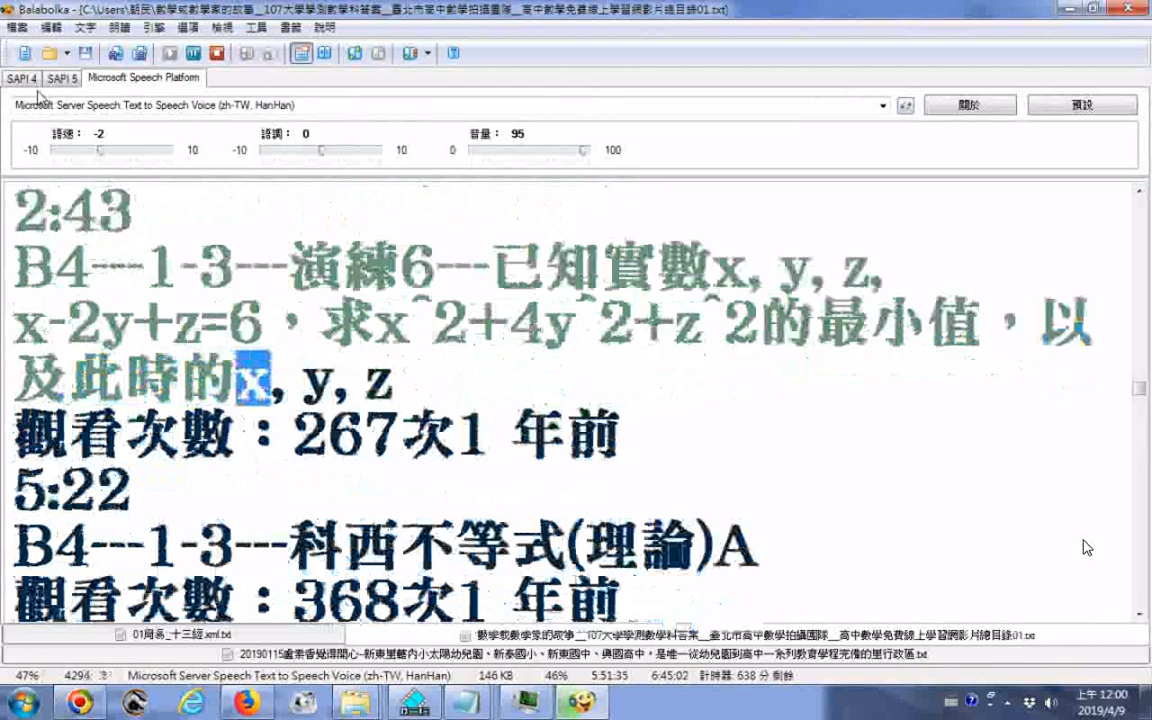 Balabolka - [C:\Users\朝民\數學或數學案的故事__107大學學測數學科答案__臺北市高中數學拍攝團隊__高中數學免費線上學習網影片總目錄01.txt]
檔案 編輯 文字 朗讀 引擎 選項 檢視 工具 書籤 說明
SAPI 4 SAPI 5 Microsoft Speech Platform
Microsoft Server Speech Text to Speech Voice (zh-TW, HanHan) 關於 預設
語速： -2 語調： 0 音量： 95
-10 10 -10 10 0 100
2:43
B4---1-3---演練6---已知實數x, y, z,
x-2y+z=6，求x^2+4y^2+z^2的最小值，以
及此時的x, y, z
觀看次數：267次1 年前
5:22
B4---1-3---科西不等式(理論)A
觀看次數：368次1 年前
01周易_十三經.xml.txt 數學或數學案的故事__107大學學測數學科答案__臺北市高中數學拍攝團隊__高中數學免費線上學習網影片總目錄01.txt
20190115盧素香覺得開心-新東里轄內小太陽幼兒園、新泰國小、新東國中、興國高中，是唯一從幼兒園到高中一系列教育學程完備的里行政區.txt
47% 4294 Microsoft Server Speech Text to Speech Voice (zh-TW, HanHan) 146 KB 46% 5:51:35 6:45:02 計時器: 638 分 剩餘
上午 12:00
2019/4/9